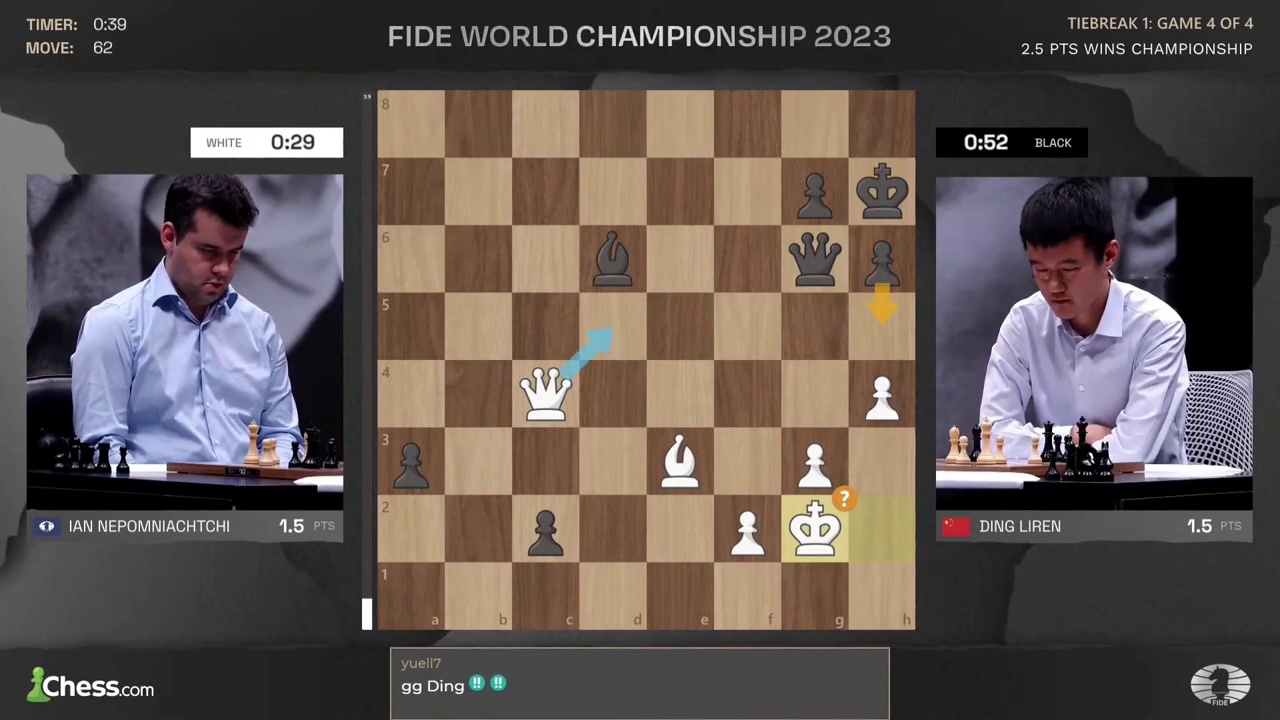 TIMER: 0:39
MOVE: 62
FIDE WORLD CHAMPIONSHIP 2023
TIEBREAK 1: GAME 4 OF 4
2.5 PTS WINS CHAMPIONSHIP
WHITE 0:29
0:52 BLACK
8
7
6
5
4
3
2
1
a b c d e f g h
?
IAN NEPOMNIACHTCHI 1.5 PTS
DING LIREN 1.5 PTS
yueli7
gg Ding !! !!
Chess.com
FIDE